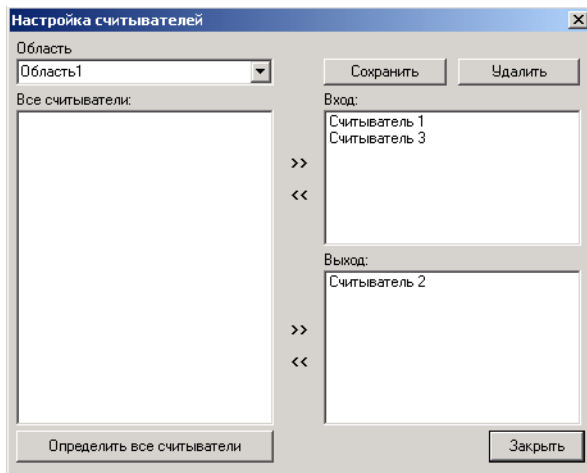 Настройка считывателей
Область
Область1
Сохранить
Удалить
Все считыватели:
Вход:
Считыватель 1
Считыватель 3
>>
<<
Выход:
Считыватель 2
>>
<<
Определить все считыватели
Закрыть